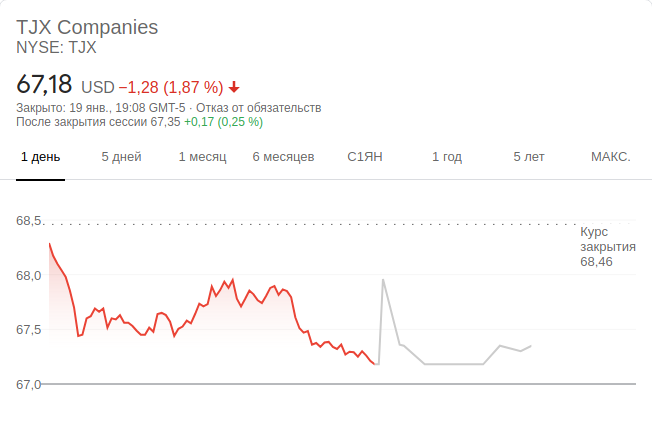 TJX Companies
NYSE: TJX
67,18 USD −1,28 (1,87 %)
Закрыто: 19 янв., 19:08 GMT-5 · Отказ от обязательств
После закрытия сессии 67,35 +0,17 (0,25 %)
1 день 5 дней 1 месяц 6 месяцев С1ЯН 1 год 5 лет МАКС.
68,5
Курс
закрытия
68,46
68,0
67,5
67,0